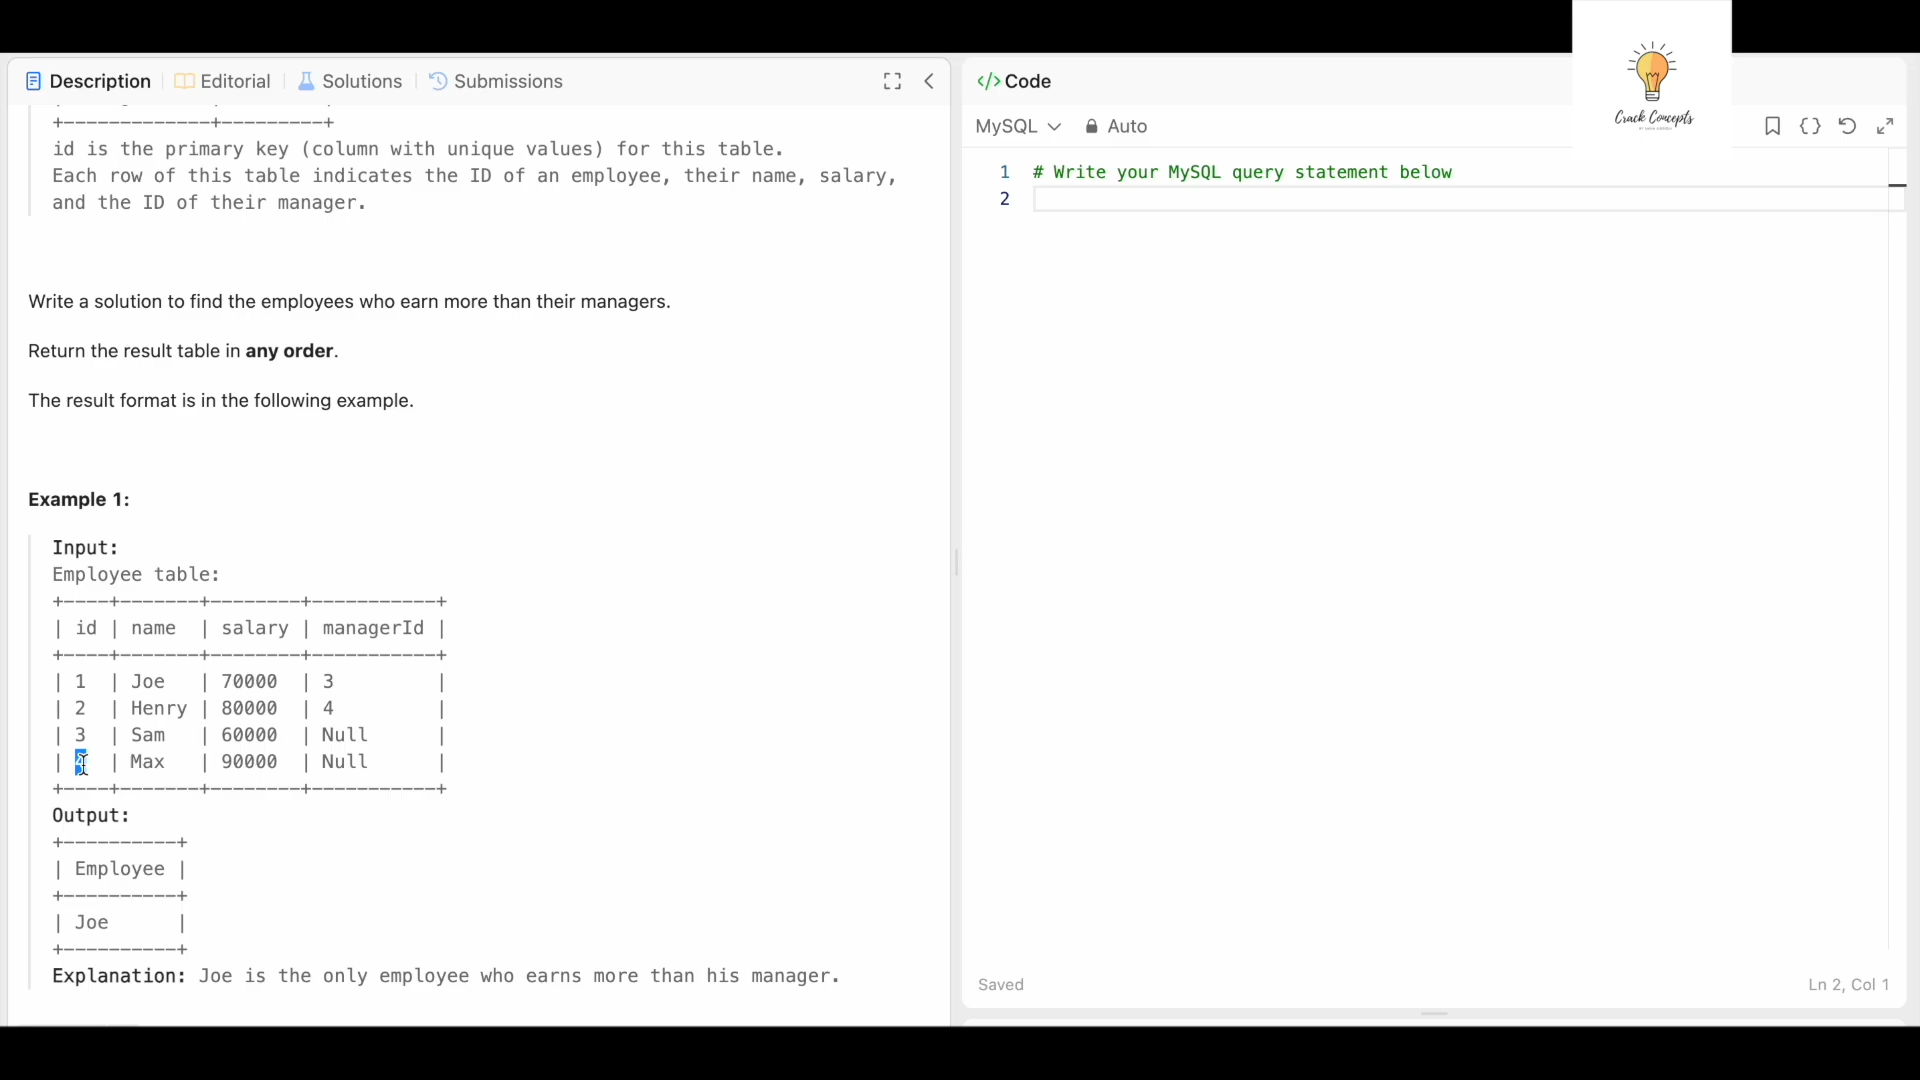 Description
Editorial
Solutions
Submissions
+-------------+---------+
id is the primary key (column with unique values) for this table.
Each row of this table indicates the ID of an employee, their name, salary,
and the ID of their manager.
Write a solution to find the employees who earn more than their managers.
Return the result table in any order.
The result format is in the following example.
Example 1:
Input:
Employee table:
+----+-------+--------+-----------+
| id | name  | salary | managerId |
+----+-------+--------+-----------+
| 1  | Joe   | 70000  | 3         |
| 2  | Henry | 80000  | 4         |
| 3  | Sam   | 60000  | Null      |
| 4  | Max   | 90000  | Null      |
+----+-------+--------+-----------+
Output:
+----------+
| Employee |
+----------+
| Joe      |
+----------+
Explanation: Joe is the only employee who earns more than his manager.
</> Code
MySQL
Auto
{}
1 # Write your MySQL query statement below
2
Saved
Ln 2, Col 1
Crack Concepts